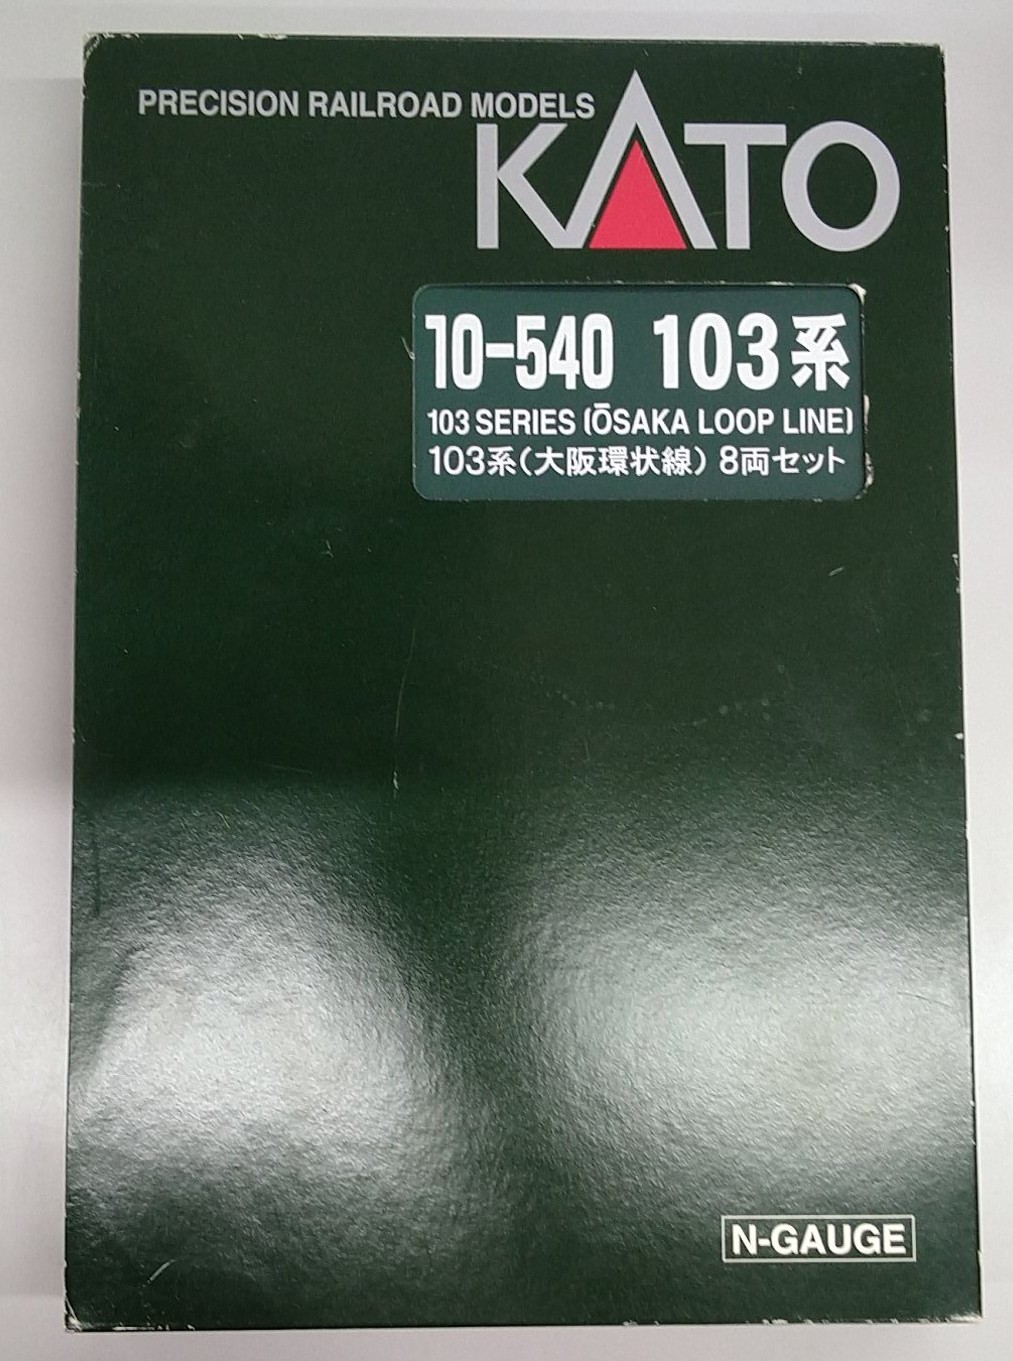 PRECISION RAILROAD MODELS
KATO
10-540 103系
103 SERIES (ŌSAKA LOOP LINE)
103系(大阪環状線) 8両セット
N-GAUGE